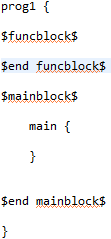 prog1 {
$funcblock$
$end funcblock$
$mainblock$
main {
}
$end mainblock$
}